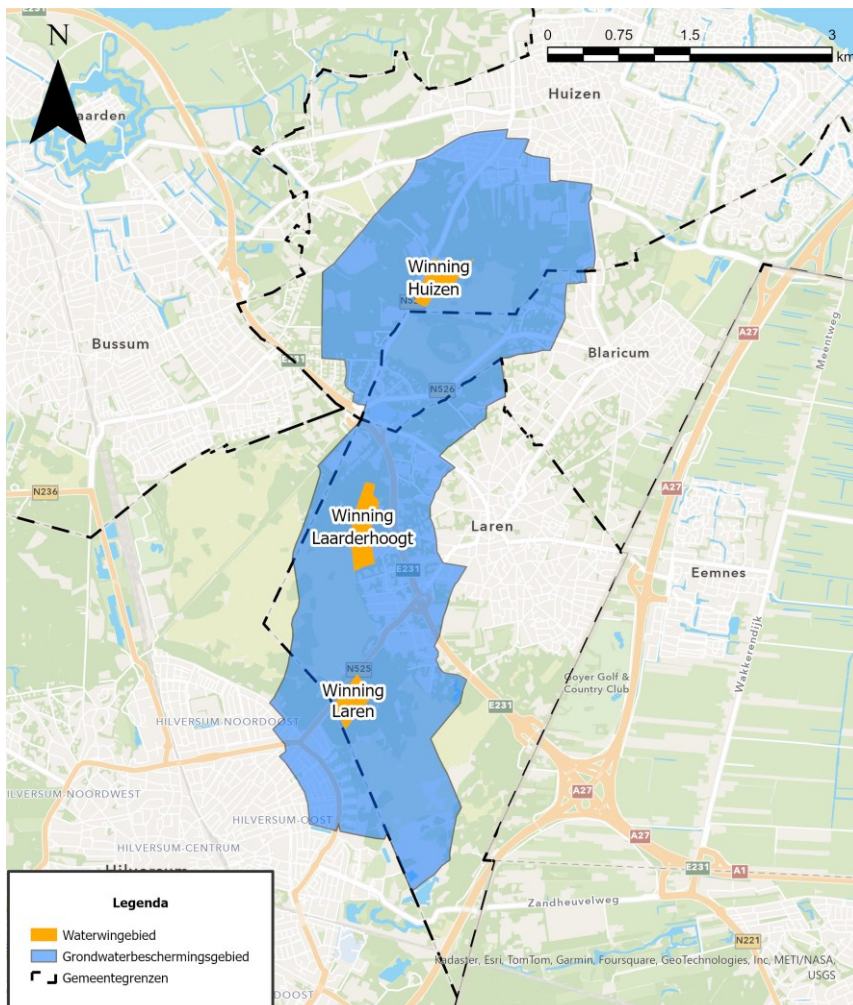 E231
N
0 0.75 1.5 3
km
Huizen
Winning
Huizen
Bussum
A27
Meentweg
Blaricum
N526
N236
A27
Winning
Laarderhoogt
Laren
E231
Eemnes
Wakkerendijk
N525
Goyer Golf &
Country Club
Winning
Laren
E231
HILVERSUM-NOORDOOST
HILVERSUM-NOORDWEST
A27
HILVERSUM-OOST
A27
HILVERSUM-CENTRUM
E231
A1
Zandheuvelweg
N221
Legenda
Waterwingebied
Grondwaterbeschermingsgebied
Gemeentegrenzen
Kadaster, Esri, TomTom, Garmin, Foursquare, GeoTechnologies, Inc, METI/NASA,
USGS